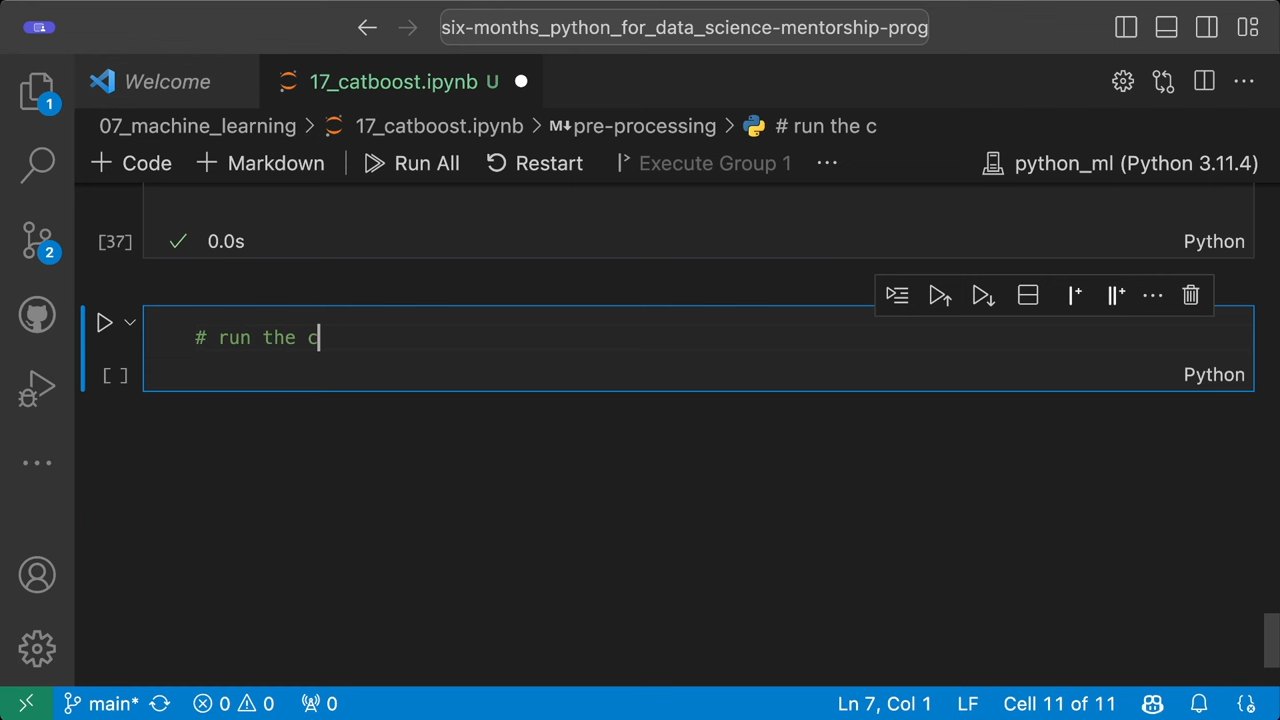 six-months_python_for_data_science-mentorship-prog
Welcome
17_catboost.ipynb U
07_machine_learning > 17_catboost.ipynb > M↓pre-processing > # run the c
+ Code + Markdown | Run All Restart Execute Group 1 ... python_ml (Python 3.11.4)
1
2
[37] ✓ 0.0s Python
# run the c
[ ] Python
main* 0 0 0 Ln 7, Col 1 LF Cell 11 of 11